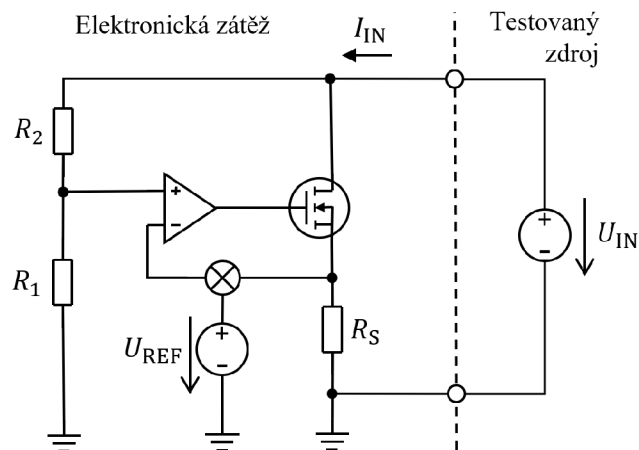 Elektronická zátěž
I_IN
Testovaný
zdroj
R_2
+
-
R_1
+
-
U_IN
U_REF
+
-
R_S